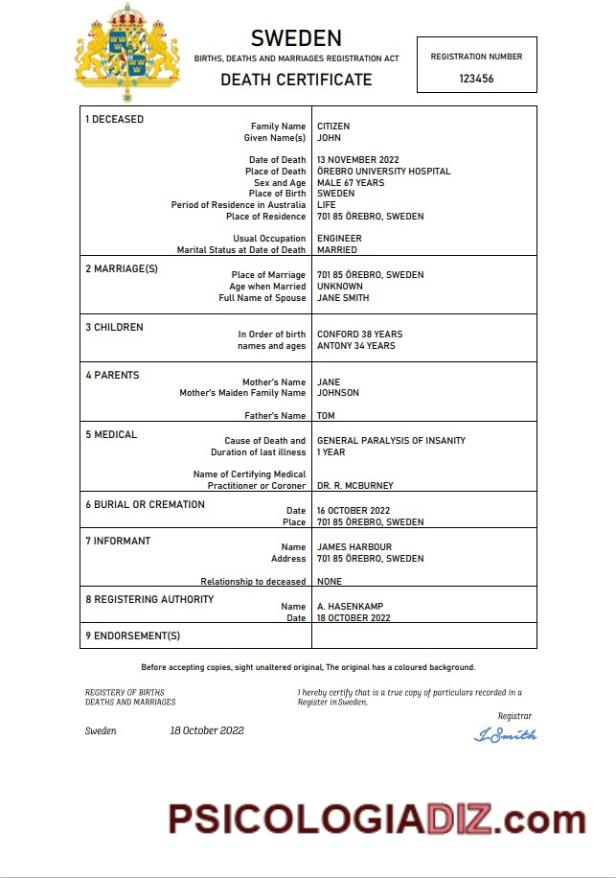 SWEDEN
BIRTHS, DEATHS AND MARRIAGES REGISTRATION ACT
DEATH CERTIFICATE
REGISTRATION NUMBER
123456
1 DECEASED
Family Name CITIZEN
Given Name(s) JOHN
Date of Death 13 NOVEMBER 2022
Place of Death ÖREBRO UNIVERSITY HOSPITAL
Sex and Age MALE 67 YEARS
Place of Birth SWEDEN
Period of Residence in Australia LIFE
Place of Residence 701 85 ÖREBRO, SWEDEN
Usual Occupation ENGINEER
Marital Status at Date of Death MARRIED
2 MARRIAGE(S)
Place of Marriage 701 85 ÖREBRO, SWEDEN
Age when Married UNKNOWN
Full Name of Spouse JANE SMITH
3 CHILDREN
In Order of birth CONFORD 38 YEARS
names and ages ANTONY 34 YEARS
4 PARENTS
Mother's Name JANE
Mother's Maiden Family Name JOHNSON
Father's Name TOM
5 MEDICAL
Cause of Death and GENERAL PARALYSIS OF INSANITY
Duration of last illness 1 YEAR
Name of Certifying Medical
Practitioner or Coroner DR. R. MCBURNEY
6 BURIAL OR CREMATION
Date 16 OCTOBER 2022
Place 701 85 ÖREBRO, SWEDEN
7 INFORMANT
Name JAMES HARBOUR
Address 701 85 ÖREBRO, SWEDEN
Relationship to deceased NONE
8 REGISTERING AUTHORITY
Name A. HASENKAMP
Date 18 OCTOBER 2022
9 ENDORSEMENT(S)
Before accepting copies, sight unaltered original, The original has a coloured background.
REGISTERY OF BIRTHS
DEATHS AND MARRIAGES
I hereby certify that is a true copy of particulars recorded in a
Register in Sweden.
Registrar
Sweden 18 October 2022
I. Smith
PSICOLOGIADIZ.com